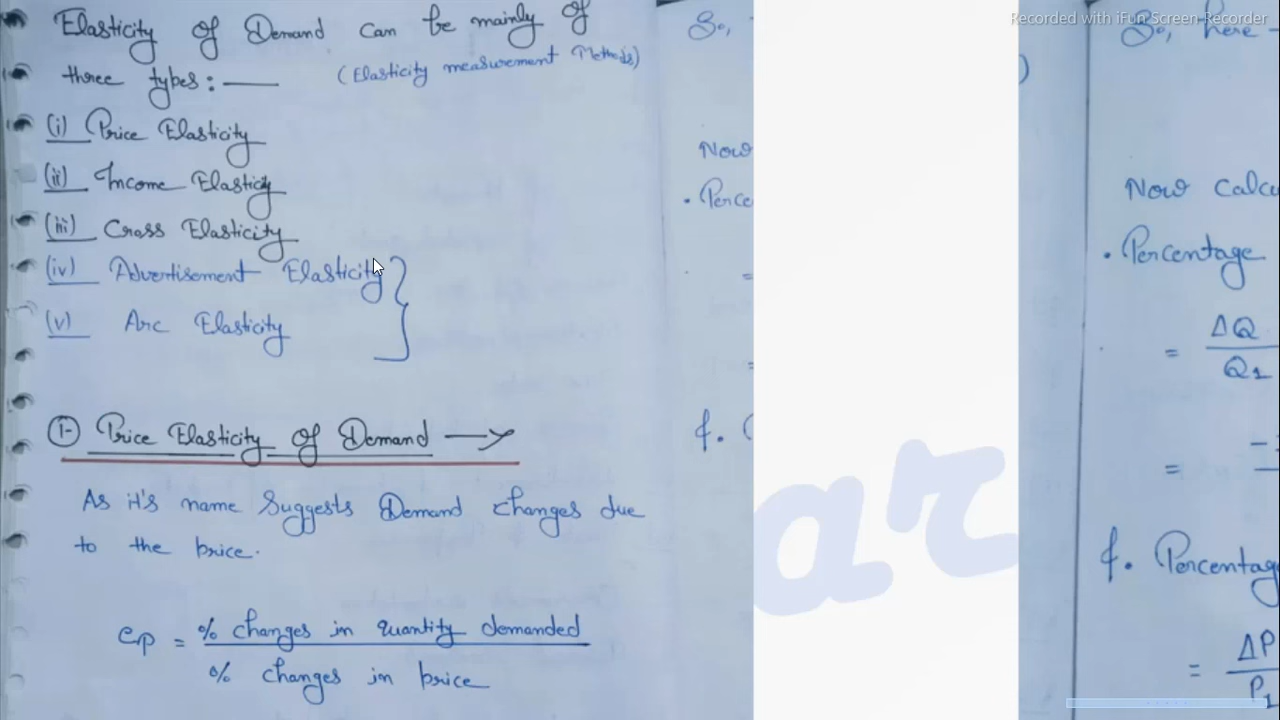 Elasticity Of Demand can be mainly of
three types : —— (Elasticity measurement Methods)
(i) Price Elasticity
(ii) Income Elasticity
(iii) Cross Elasticity
(iv) Advertisement Elasticity
(v) Arc Elasticity
1- Price Elasticity Of Demand →
As it's name Suggests Demand changes due
to the price.
ep = % changes in quantity demanded
% changes in price
So,
Now
• Perce
=
=
f. (
ar
Recorded with iFun Screen Recorder
So, here -
)
Now calcu
• Percentage
= ΔQ
Q1
= -
f. Percentag
= ΔP
P1